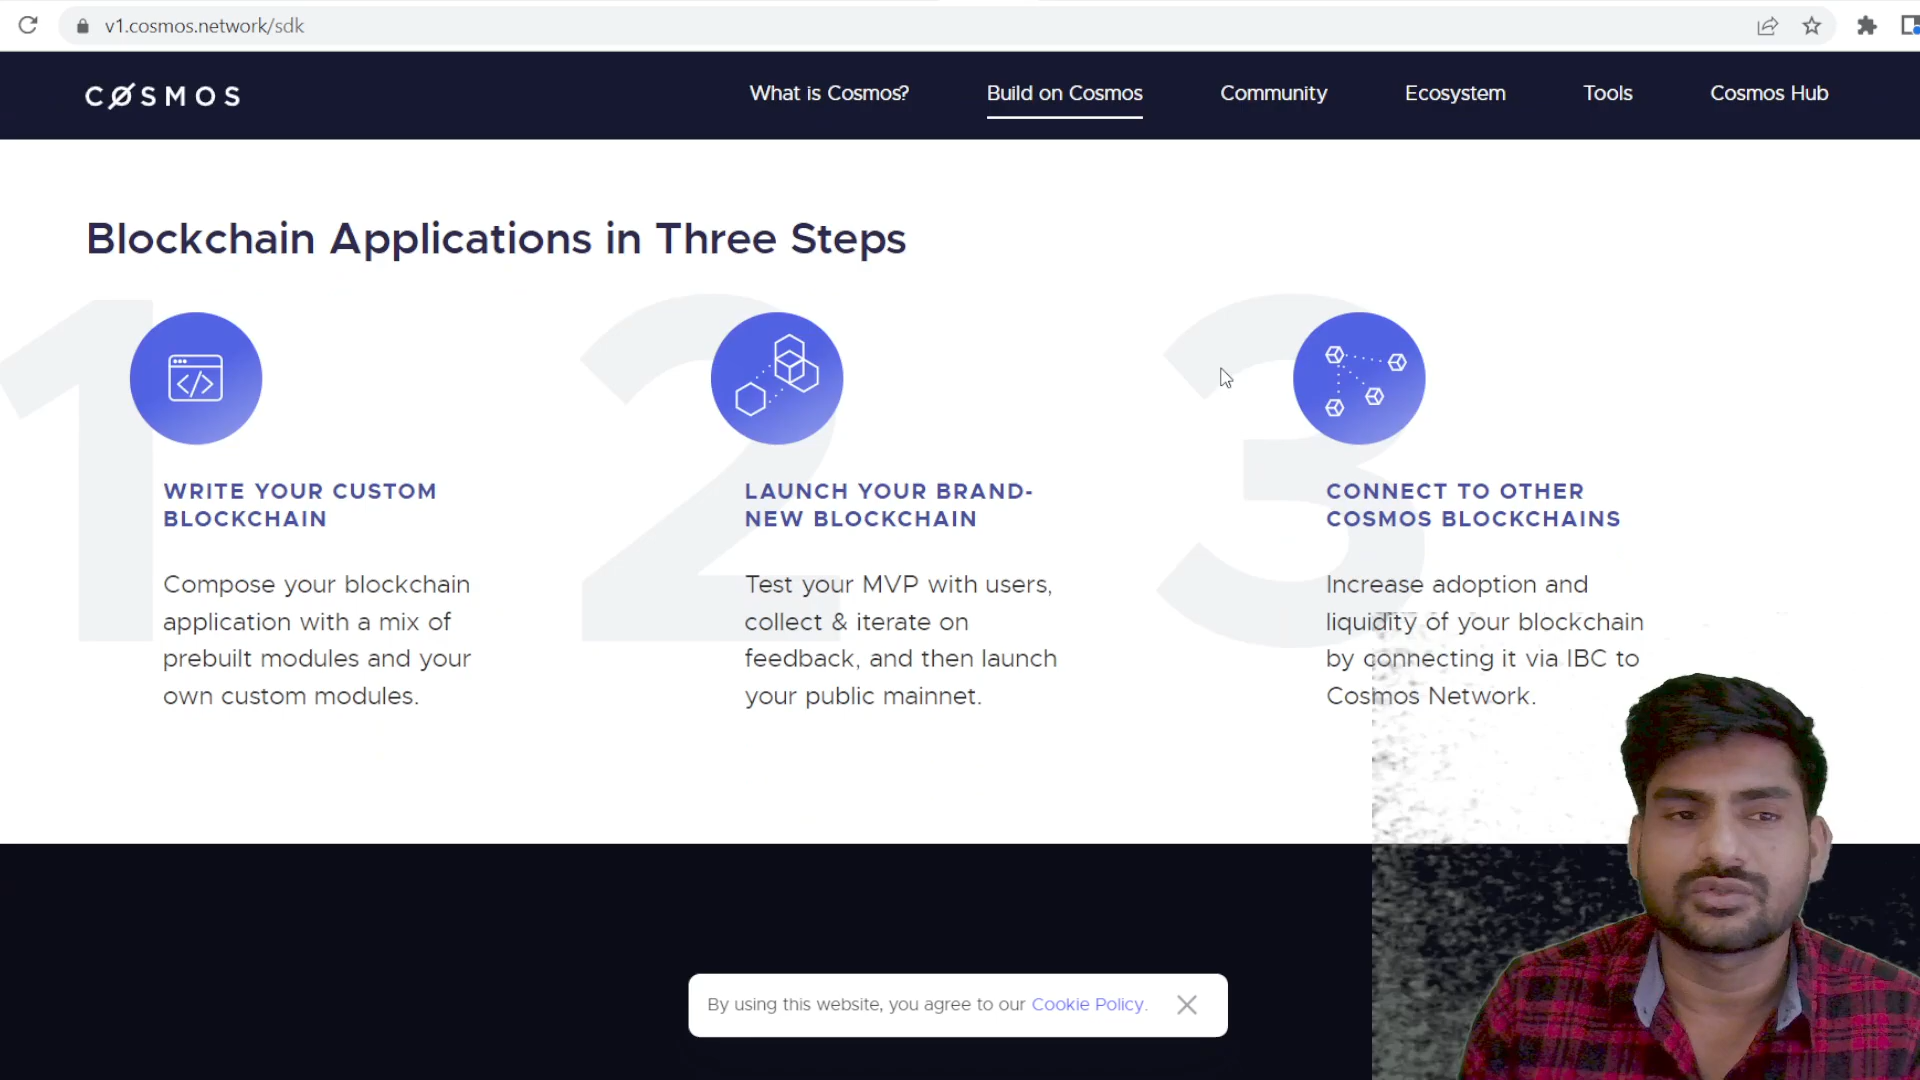 v1.cosmos.network/sdk
CØSMOS
What is Cosmos?
Build on Cosmos
Community
Ecosystem
Tools
Cosmos Hub
Blockchain Applications in Three Steps
1
WRITE YOUR CUSTOM
BLOCKCHAIN
Compose your blockchain
application with a mix of
prebuilt modules and your
own custom modules.
2
LAUNCH YOUR BRAND-
NEW BLOCKCHAIN
Test your MVP with users,
collect & iterate on
feedback, and then launch
your public mainnet.
3
CONNECT TO OTHER
COSMOS BLOCKCHAINS
Increase adoption and
liquidity of your blockchain
by connecting it via IBC to
Cosmos Network.
By using this website, you agree to our Cookie Policy.